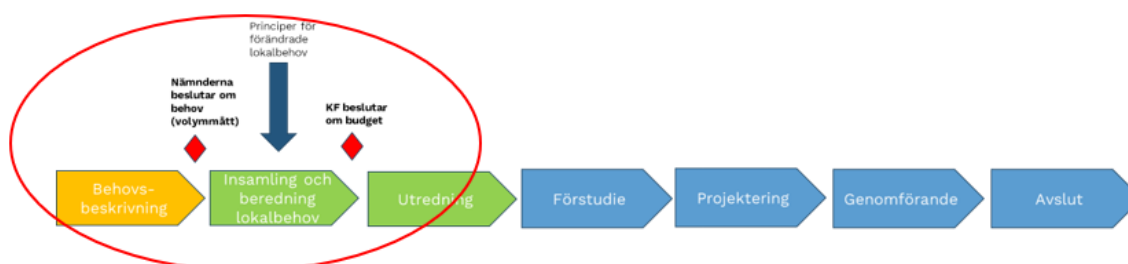 Principer för
förändrade
lokalbehov
Nämnderna
beslutar om
behov
(volymmått)
KF beslutar
om budget
Behovs-
beskrivning
Insamling och
beredning
lokalbehov
Utredning
Förstudie
Projektering
Genomförande
Avslut